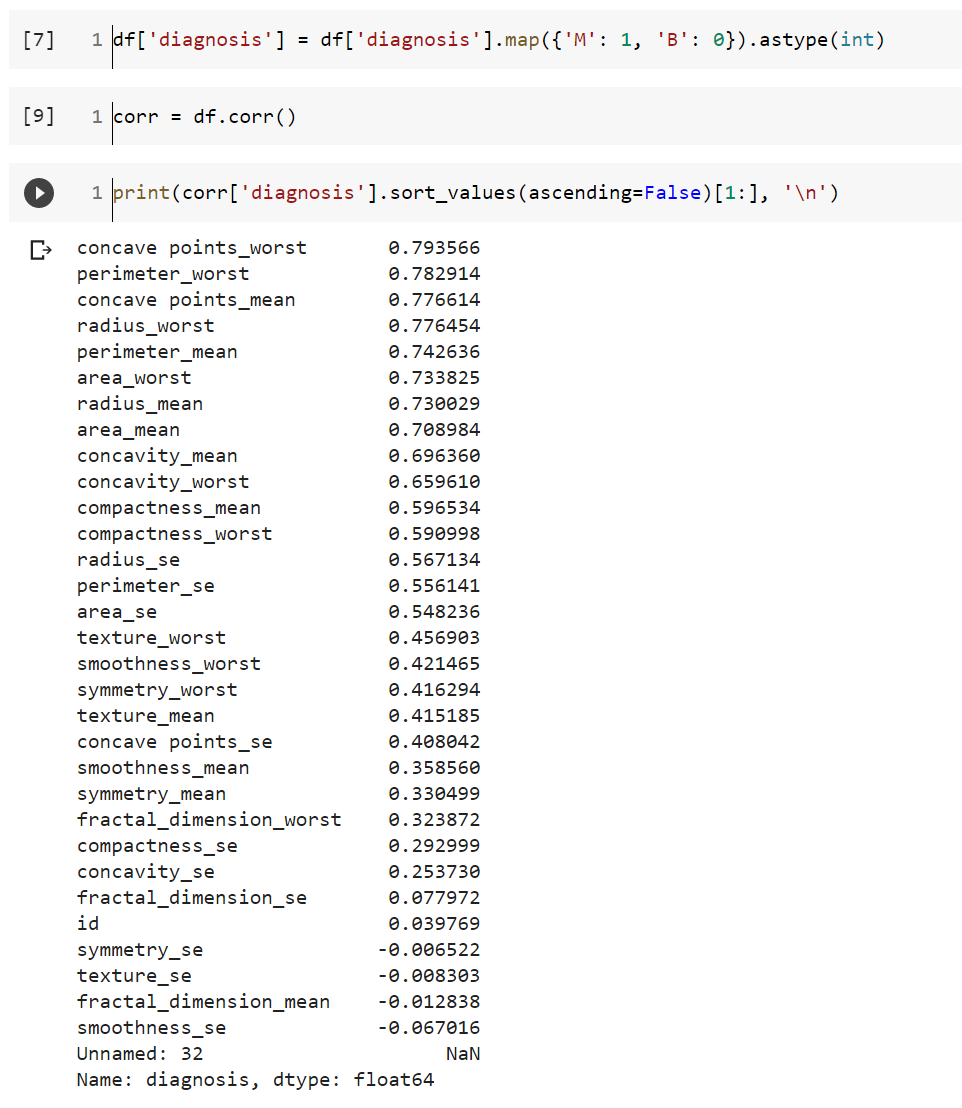 [7] 1 df['diagnosis'] = df['diagnosis'].map({'M': 1, 'B': 0}).astype(int)
[9] 1 corr = df.corr()
1 print(corr['diagnosis'].sort_values(ascending=False)[1:], '\n')
concave points_worst 0.793566
perimeter_worst 0.782914
concave points_mean 0.776614
radius_worst 0.776454
perimeter_mean 0.742636
area_worst 0.733825
radius_mean 0.730029
area_mean 0.708984
concavity_mean 0.696360
concavity_worst 0.659610
compactness_mean 0.596534
compactness_worst 0.590998
radius_se 0.567134
perimeter_se 0.556141
area_se 0.548236
texture_worst 0.456903
smoothness_worst 0.421465
symmetry_worst 0.416294
texture_mean 0.415185
concave points_se 0.408042
smoothness_mean 0.358560
symmetry_mean 0.330499
fractal_dimension_worst 0.323872
compactness_se 0.292999
concavity_se 0.253730
fractal_dimension_se 0.077972
id 0.039769
symmetry_se -0.006522
texture_se -0.008303
fractal_dimension_mean -0.012838
smoothness_se -0.067016
Unnamed: 32 NaN
Name: diagnosis, dtype: float64